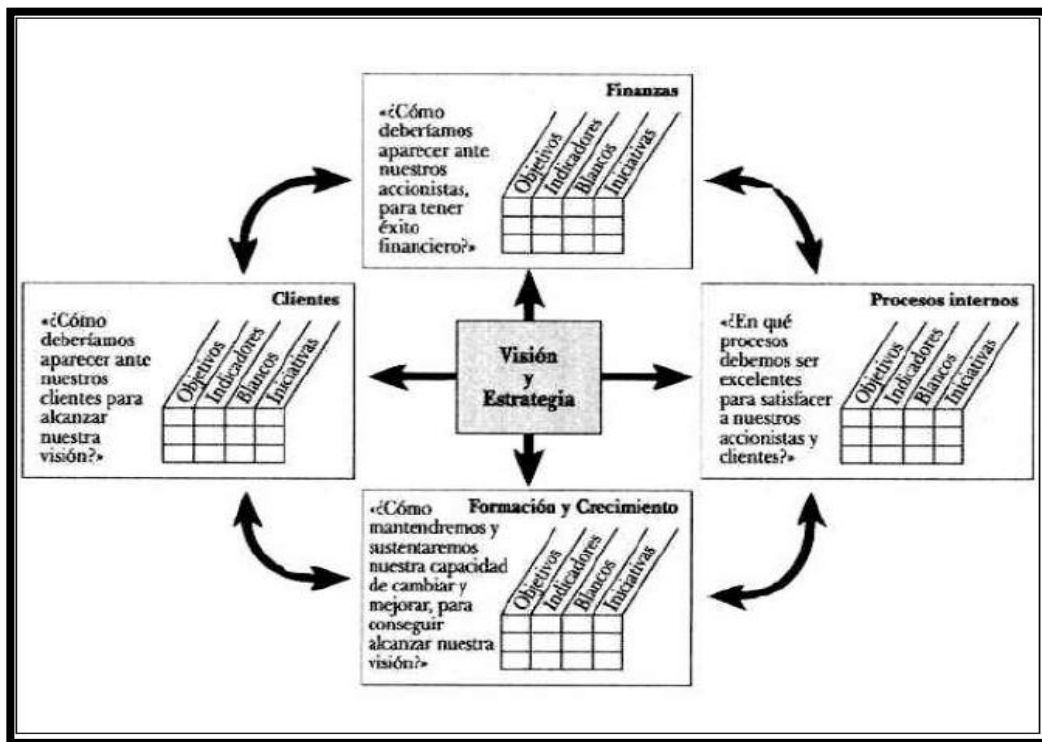 Finanzas
«¿Cómo
deberíamos
aparecer ante
nuestros
accionistas,
para tener
éxito
financiero?»
Objetivos
Indicadores
Blancos
Iniciativas
Clientes
«¿Cómo
deberíamos
aparecer ante
nuestros
clientes para
alcanzar
nuestra
visión?»
Objetivos
Indicadores
Blancos
Iniciativas
Visión
y
Estrategia
Procesos internos
«¿En qué
procesos
debemos ser
excelentes
para satisfacer
a nuestros
accionistas y
clientes?»
Objetivos
Indicadores
Blancos
Iniciativas
Formación y Crecimiento
«¿Cómo
mantendremos y
sustentaremos
nuestra capacidad
de cambiar y
mejorar, para
conseguir
alcanzar nuestra
visión?»
Objetivos
Indicadores
Blancos
Iniciativas